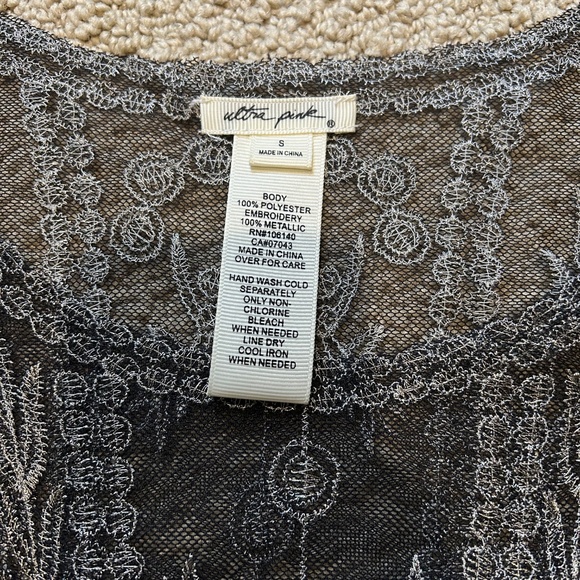 ultra pink ®
S
MADE IN CHINA
BODY
100% POLYESTER
EMBROIDERY
100% METALLIC
RN#106140
CA#07043
MADE IN CHINA
OVER FOR CARE
HAND WASH COLD
SEPARATELY
ONLY NON-
CHLORINE
BLEACH
WHEN NEEDED
LINE DRY
COOL IRON
WHEN NEEDED